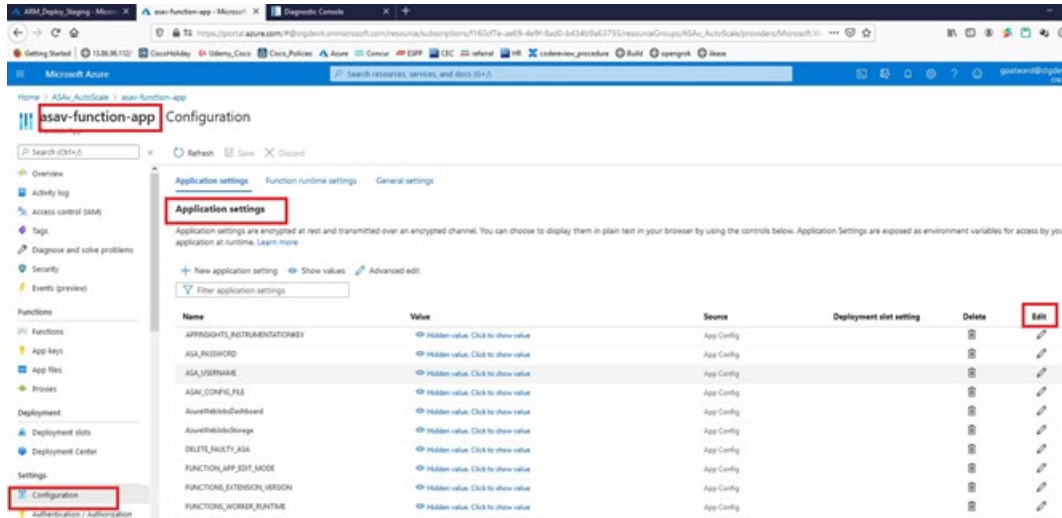 ARM_Deploy_Staging - Micro
asav-function-app - Microsoft
Diagnostic Console
Getting Started
13.86.96.112/
CiscoHoliday
Udemy_Cisco
Cisco_Policies
Azure
Concur
ESPP
CEC
referral
HR
codereview_procedure
Build
opengrok
ilease
Microsoft Azure
Search resources, services, and docs (G+/)
Home > ASAv_AutoScale > asav-function-app
asav-function-app | Configuration
Function App
Search (Ctrl+/)
«
Refresh
Save
Discard
Overview
Activity log
Access control (IAM)
Tags
Diagnose and solve problems
Security
Events (preview)
Functions
Functions
App keys
App files
Proxies
Deployment
Deployment slots
Deployment Center
Settings
Configuration
Authentication / Authorization
Application settings
Function runtime settings
General settings
Application settings
Application settings are encrypted at rest and transmitted over an encrypted channel. You can choose to display them in plain text in your browser by using the controls below. Application Settings are exposed as environment variables for access by you
application at runtime. Learn more
New application setting
Show values
Advanced edit
Filter application settings
Name Value Source Deployment slot setting Delete Edit
APPINSIGHTS_INSTRUMENTATIONKEY Hidden value. Click to show value App Config
ASA_PASSWORD Hidden value. Click to show value App Config
ASA_USERNAME Hidden value. Click to show value App Config
ASAV_CONFIG_FILE Hidden value. Click to show value App Config
AzureWebJobsDashboard Hidden value. Click to show value App Config
AzureWebJobsStorage Hidden value. Click to show value App Config
DELETE_FAULTY_ASA Hidden value. Click to show value App Config
FUNCTION_APP_EDIT_MODE Hidden value. Click to show value App Config
FUNCTIONS_EXTENSION_VERSION Hidden value. Click to show value App Config
FUNCTIONS_WORKER_RUNTIME Hidden value. Click to show value App Config